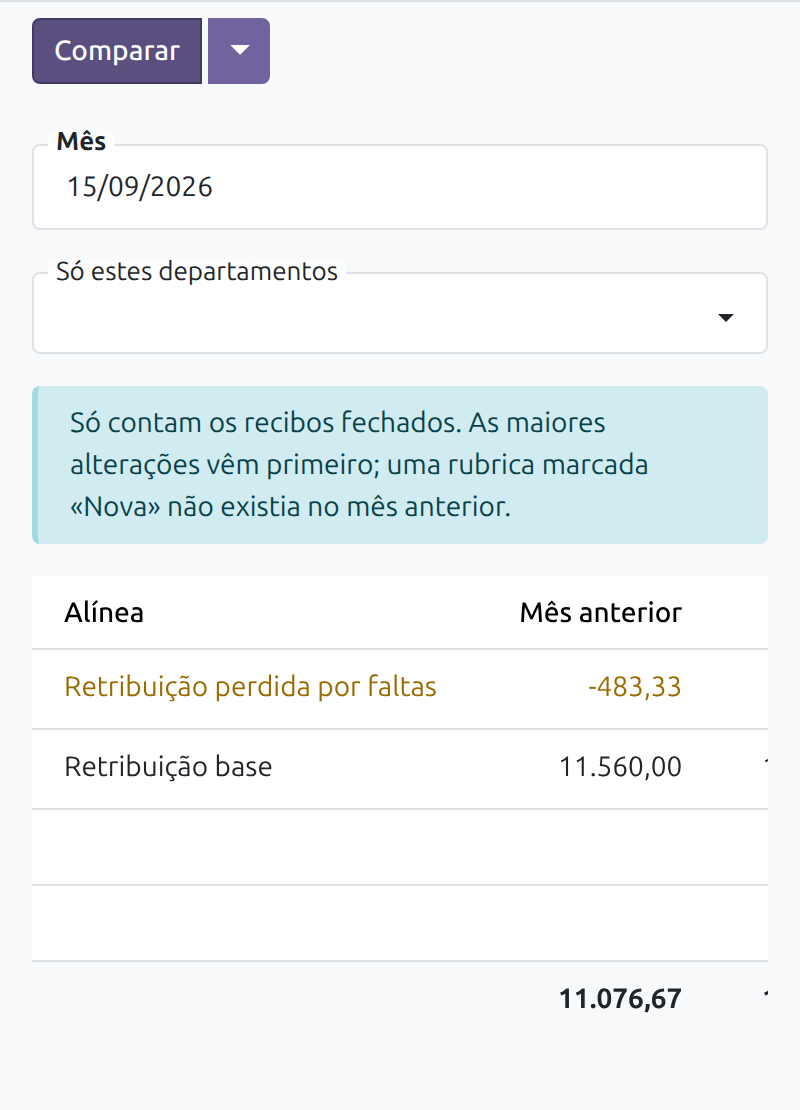 Comparar
Mês
15/09/2026
Só estes departamentos
Só contam os recibos fechados. As maiores
alterações vêm primeiro; uma rubrica marcada
«Nova» não existia no mês anterior.
Alínea Mês anterior
Retribuição perdida por faltas -483,33
Retribuição base 11.560,00
11.076,67